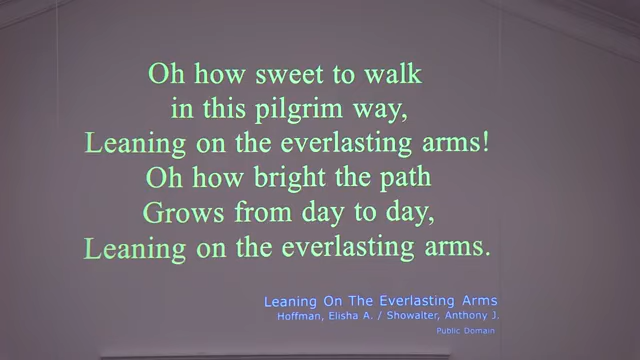 Oh how sweet to walk
in this pilgrim way,
Leaning on the everlasting arms!
Oh how bright the path
Grows from day to day,
Leaning on the everlasting arms.
Leaning On The Everlasting Arms
Hoffman, Elisha A. / Showalter, Anthony J.
Public Domain